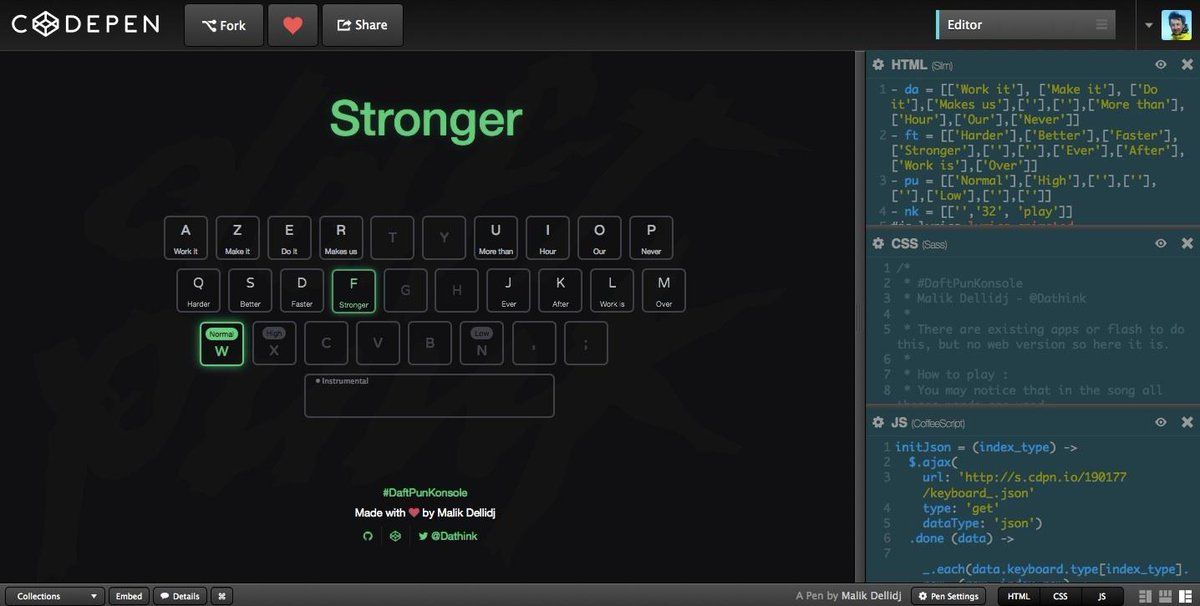 CODEPEN
Fork
Share
Editor
Stronger
A Z E R T Y U I O P
Work it Make it Do it Makes us More than Hour Our Never
Q S D F G H J K L M
Harder Better Faster Stronger Ever After Work is Over
Normal High Low
W X C V B N , ;
Instrumental
#DaftPunKonsole
Made with ❤ by Malik Dellidj
@Dathink
HTML (Slim)
1 - da = [['Work it'], ['Make it'], ['Do
it'],['Makes us'],[''],[''],['More than'],
['Hour'],['Our'],['Never']]
2 - ft = [['Harder'],['Better'],['Faster'],
['Stronger'],[''],[''],['Ever'],['After'],
['Work is'],['Over']]
3 - pu = [['Normal'],['High'],[''],[''],
[''],['Low'],[''],['']]
4 - nk = [['','32', 'play']]
CSS (Sass)
1 /*
2 * #DaftPunKonsole
3 * Malik Dellidj - @Dathink
4 *
5 * There are existing apps or flash to do
this, but no web version so here it is.
6 *
7 * How to play :
8 * You may notice that in the song all
JS (CoffeeScript)
1 initJson = (index_type) ->
2 $.ajax(
3 url: 'http://s.cdpn.io/190177
/keyboard_.json'
4 type: 'get'
5 dataType: 'json')
6 .done (data) ->
7
_.each(data.keyboard.type[index_type].
Collections
Embed
Details
⌘
A Pen by Malik Dellidj
Pen Settings
HTML
CSS
JS